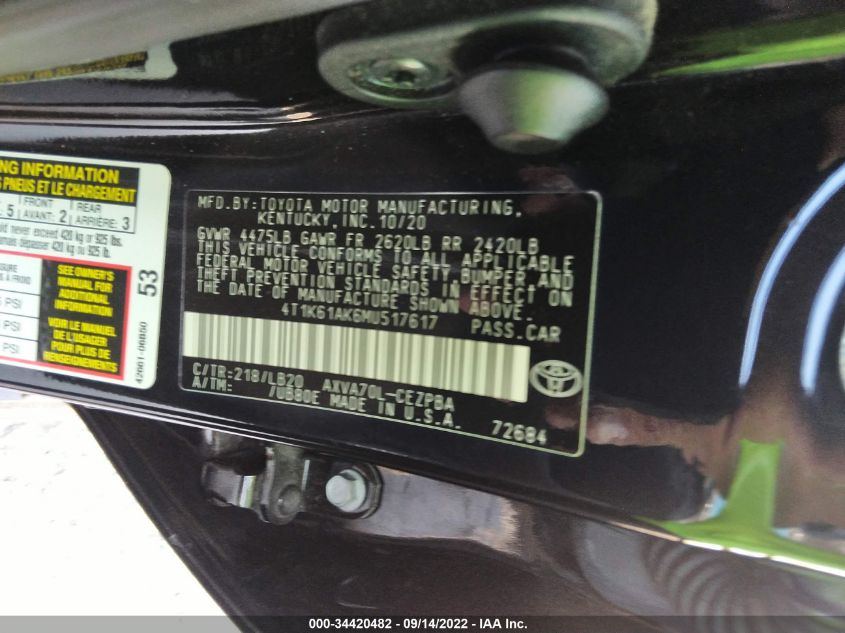 NG INFORMATION
PNEUS ET LE CHARGEMENT
5 FRONT 2 REAR 3
AVANT: ARRIÈRE:
exceed 420 kg or 925 lbs.
dépasser 420 kg ou 925 lb.
PSI
PSI
PSI
SEE OWNER'S
MANUAL FOR
ADDITIONAL
INFORMATION
VOIR LE MANUEL
DE L'USAGER
POUR PLUS DE
RENSEIGNEMENTS
53
42661-06B50
MFD.BY:TOYOTA MOTOR MANUFACTURING,
KENTUCKY, INC. 10/20
GVWR 4475LB GAWR FR 2620LB RR 2420LB
THIS VEHICLE CONFORMS TO ALL APPLICABLE
FEDERAL MOTOR VEHICLE SAFETY BUMPER, AND
THEFT PREVENTION STANDARDS IN EFFECT ON
THE DATE OF MANUFACTURE SHOWN ABOVE.
4T1K61AK6MU517617 PASS.CAR
C/TR:218/LB20 AXVA70L-CEZPBA
A/TM: /UB80E MADE IN U.S.A.
72684
000-34420482 - 09/14/2022 - IAA Inc.